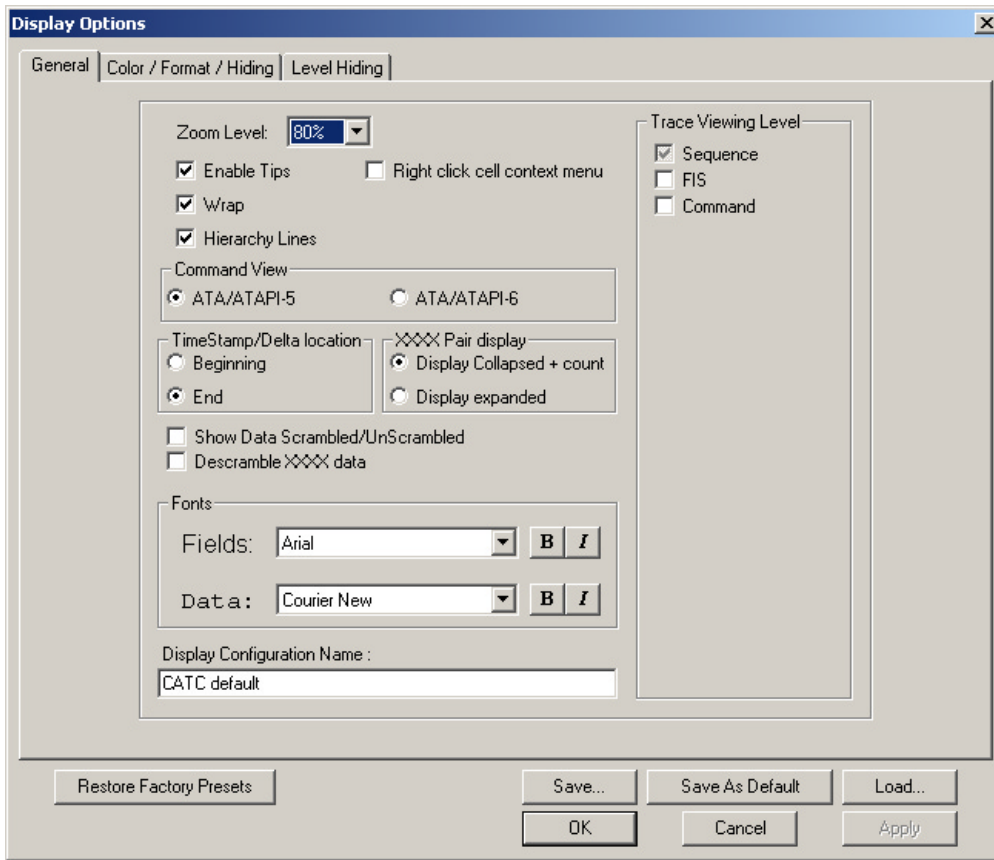 Display Options
General
Color / Format / Hiding
Level Hiding
Zoom Level: 80%
Enable Tips
Right click cell context menu
Wrap
Hierarchy Lines
Command View
ATA/ATAPI-5
ATA/ATAPI-6
TimeStamp/Delta location
Beginning
End
XXXX Pair display
Display Collapsed + count
Display expanded
Show Data Scrambled/UnScrambled
Descramble XXXX data
Fonts
Fields: Arial B I
Data: Courier New B I
Display Configuration Name :
CATC default
Trace Viewing Level
Sequence
FIS
Command
Restore Factory Presets
Save...
Save As Default
Load...
OK
Cancel
Apply